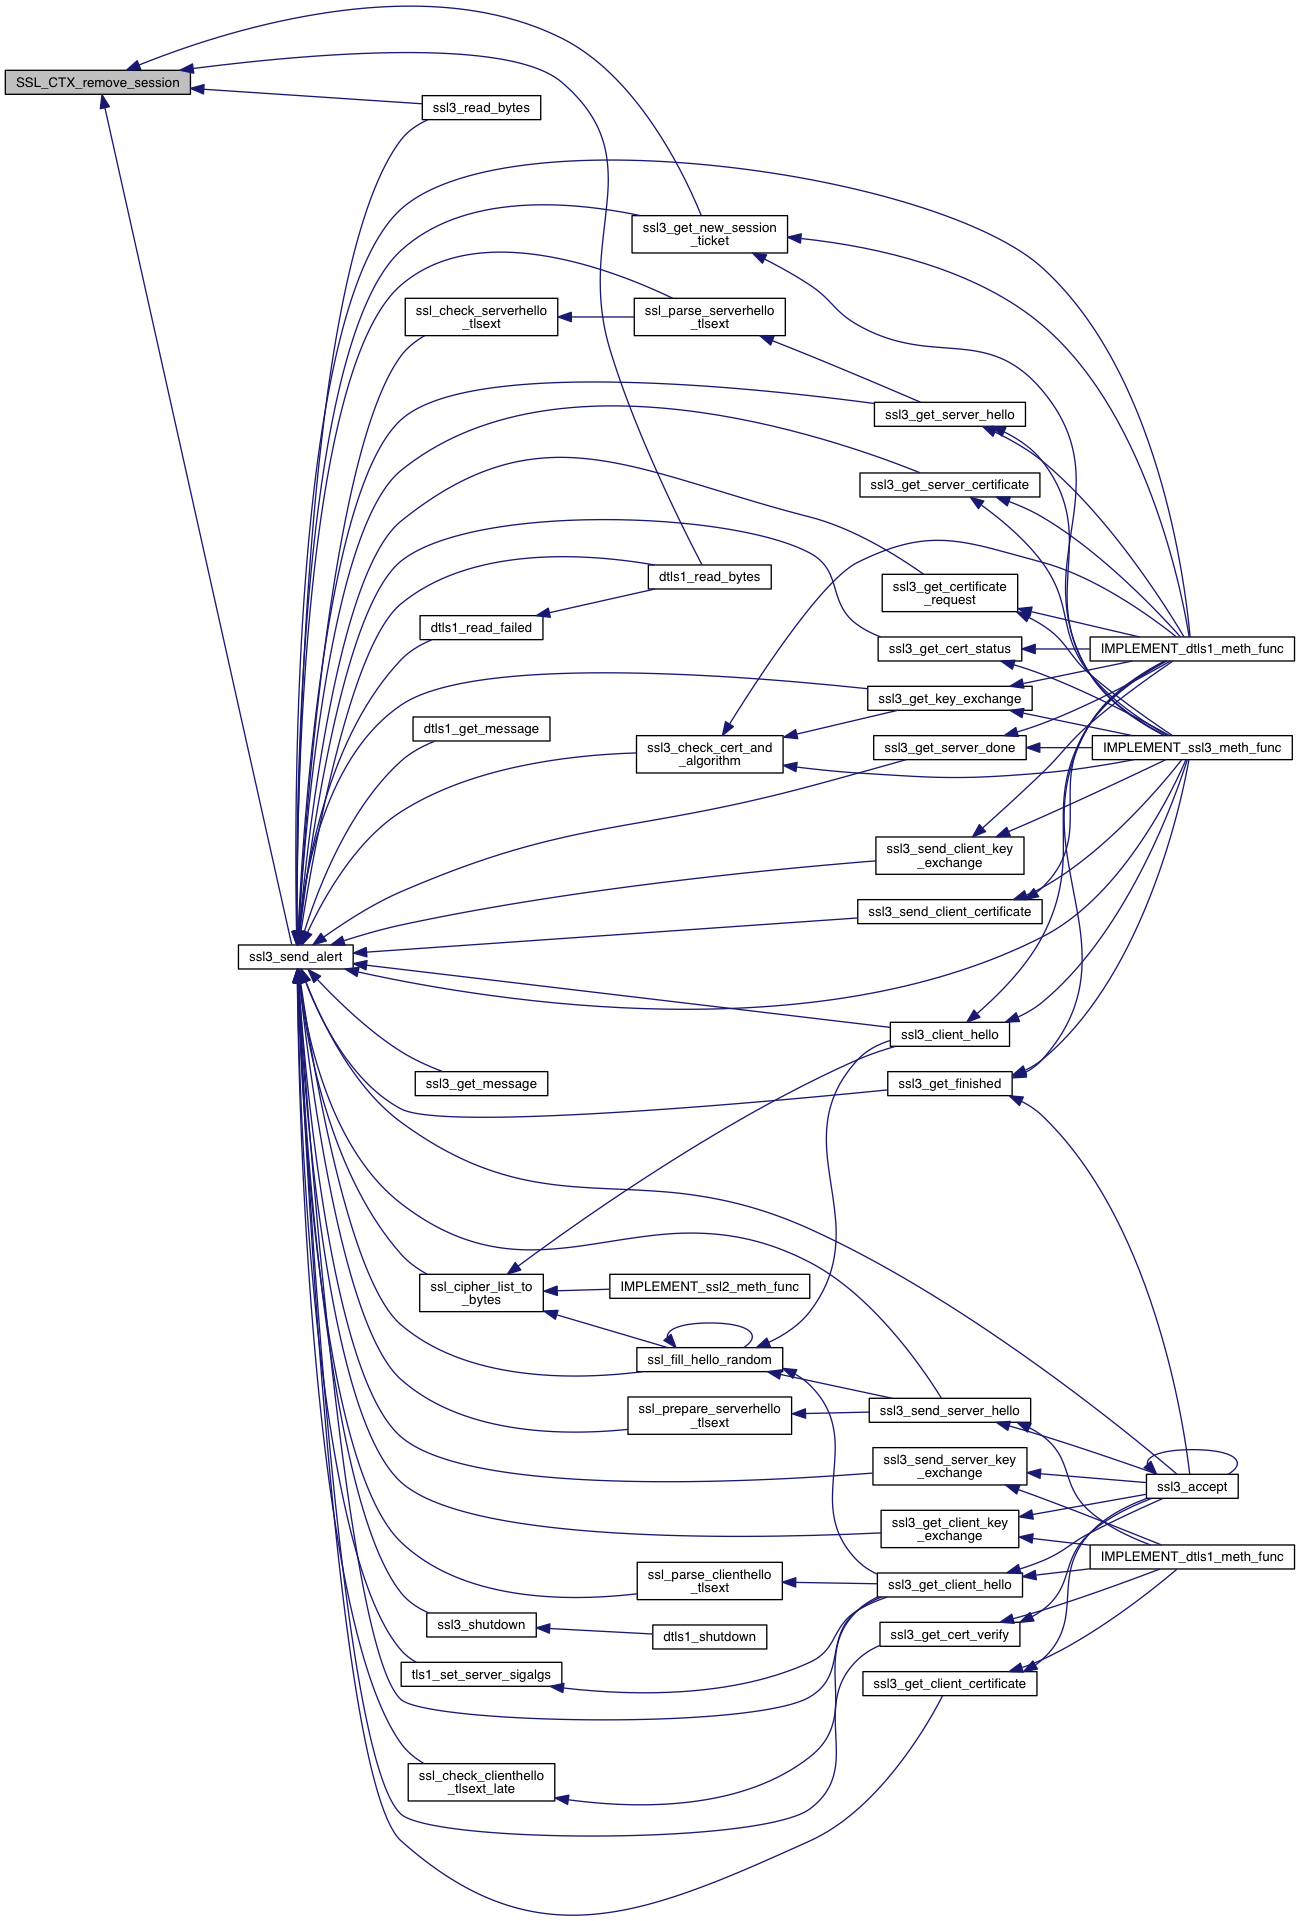 SSL_CTX_remove_session
ssl3_read_bytes
ssl3_get_new_session
_ticket
ssl_check_serverhello
_tlsext
ssl_parse_serverhello
_tlsext
ssl3_get_server_hello
ssl3_get_server_certificate
dtls1_read_bytes
ssl3_get_certificate
_request
dtls1_read_failed
ssl3_get_cert_status
IMPLEMENT_dtls1_meth_func
ssl3_get_key_exchange
dtls1_get_message
ssl3_check_cert_and
_algorithm
ssl3_get_server_done
IMPLEMENT_ssl3_meth_func
ssl3_send_client_key
_exchange
ssl3_send_client_certificate
ssl3_send_alert
ssl3_client_hello
ssl3_get_message
ssl3_get_finished
ssl_cipher_list_to
_bytes
IMPLEMENT_ssl2_meth_func
ssl_fill_hello_random
ssl_prepare_serverhello
_tlsext
ssl3_send_server_hello
ssl3_send_server_key
_exchange
ssl3_accept
ssl3_get_client_key
_exchange
IMPLEMENT_dtls1_meth_func
ssl_parse_clienthello
_tlsext
ssl3_get_client_hello
ssl3_shutdown
dtls1_shutdown
ssl3_get_cert_verify
tls1_set_server_sigalgs
ssl3_get_client_certificate
ssl_check_clienthello
_tlsext_late